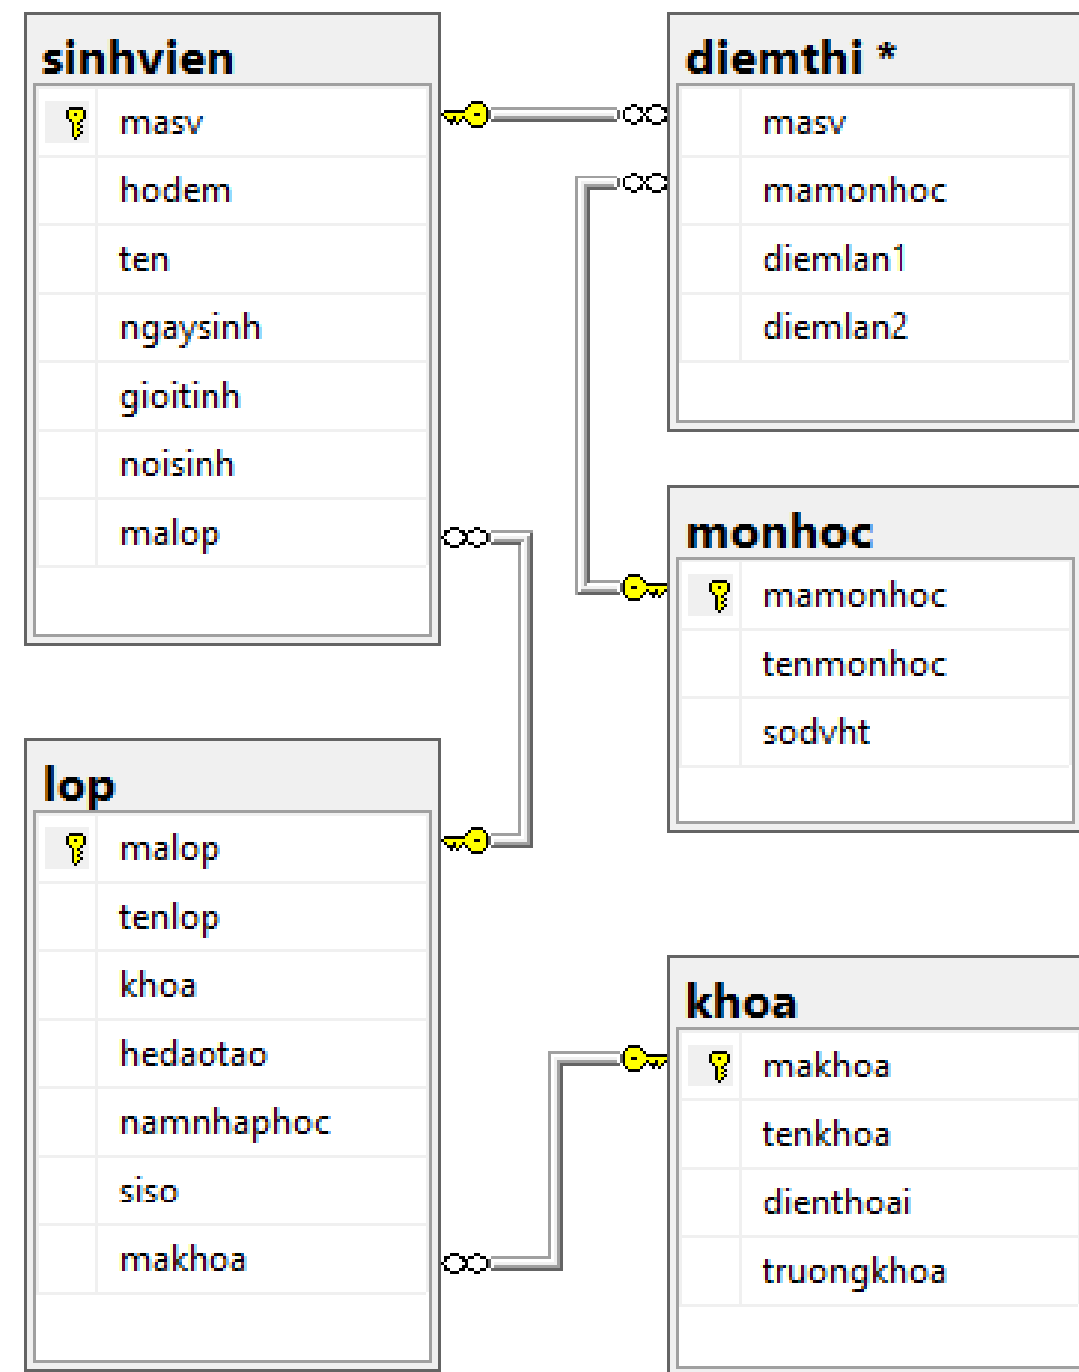 sinhvien
masv
hodem
ten
ngaysinh
gioitinh
noisinh
malop
diemthi *
masv
mamonhoc
diemlan1
diemlan2
monhoc
mamonhoc
tenmonhoc
sodvht
lop
malop
tenlop
khoa
hedaotao
namnhaphoc
siso
makhoa
khoa
makhoa
tenkhoa
dienthoai
truongkhoa